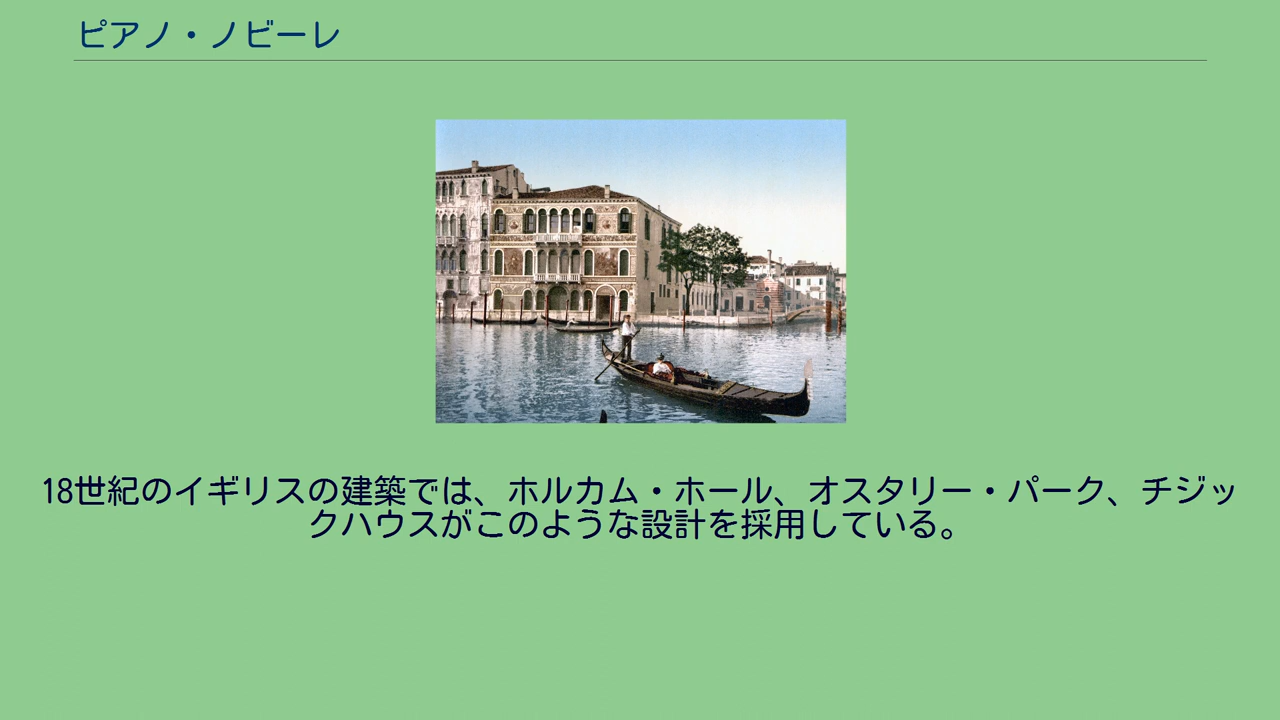 ピアノ・ノビーレ
18世紀のイギリスの建築では、ホルカム・ホール、オスタリー・パーク、チジッ
クハウスがこのような設計を採用している。